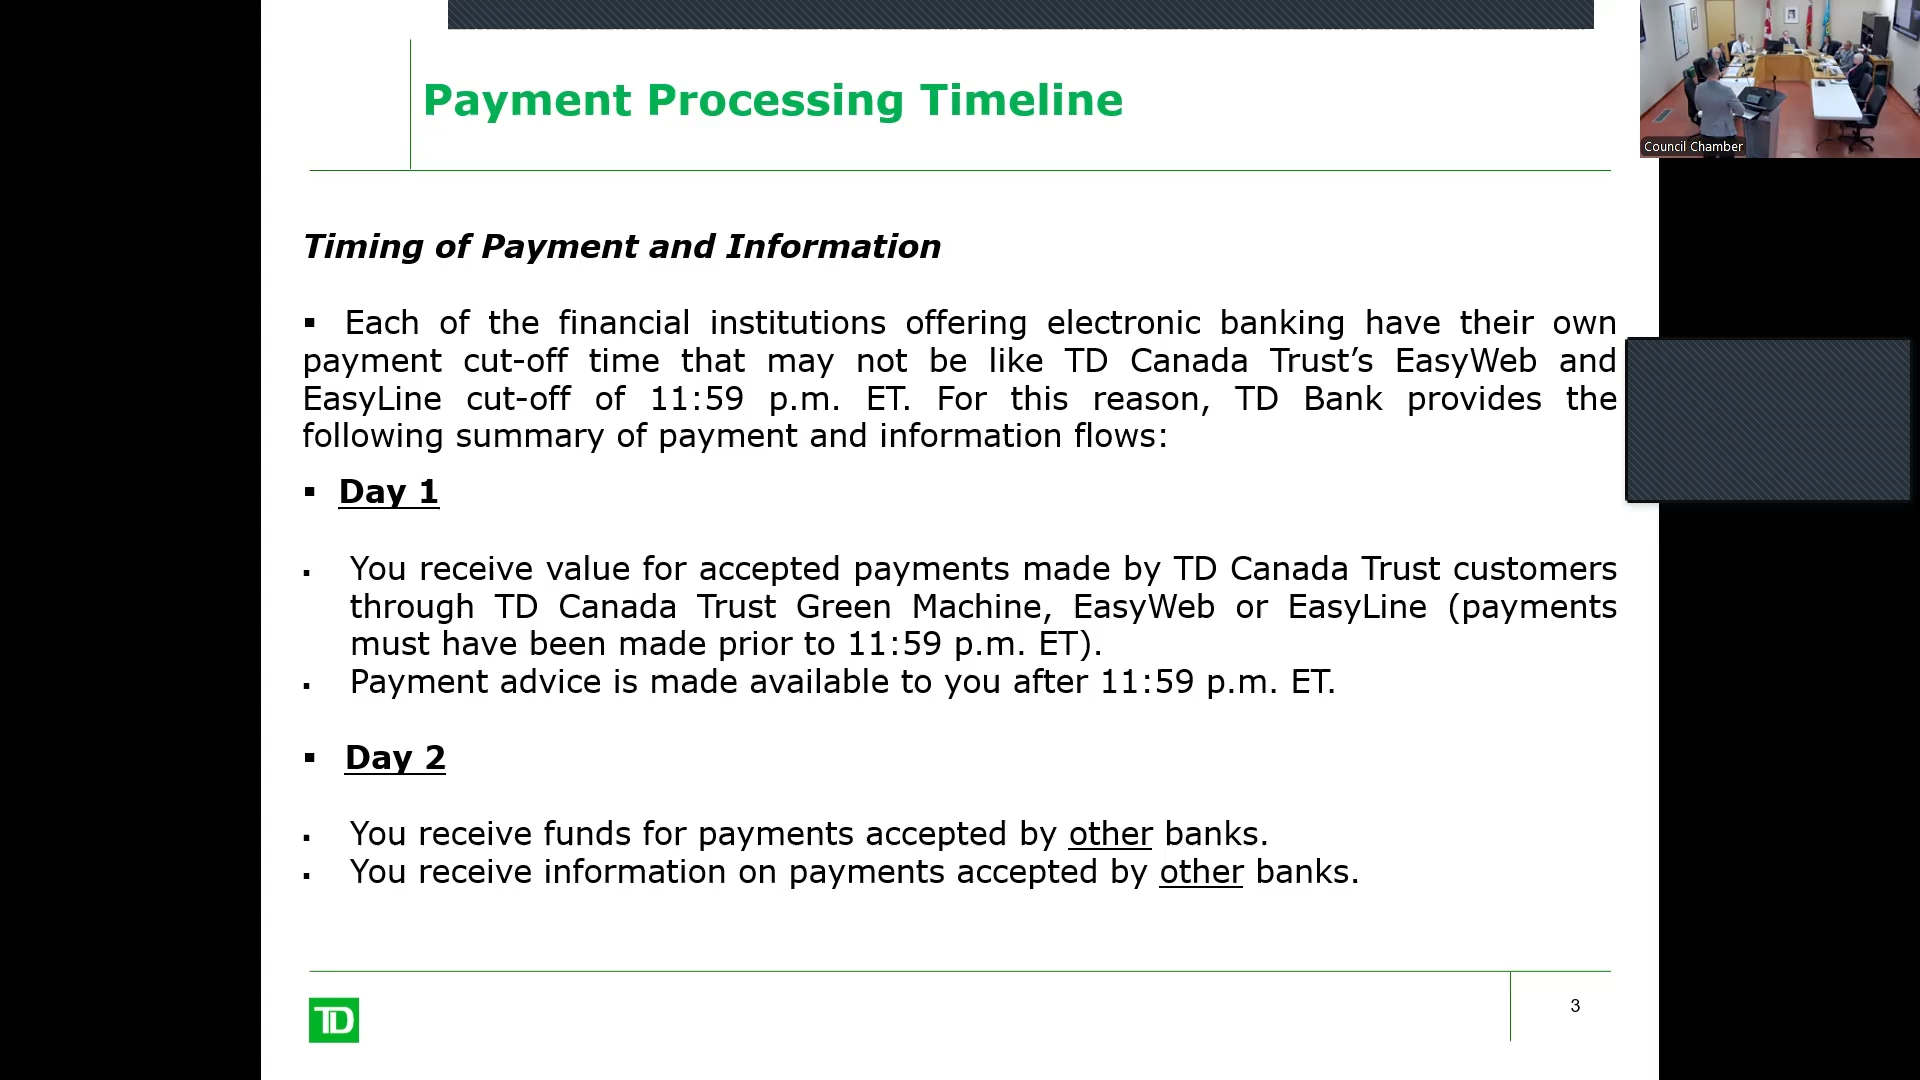 Payment Processing Timeline
Council Chamber
Timing of Payment and Information
▪ Each of the financial institutions offering electronic banking have their own
payment cut-off time that may not be like TD Canada Trust’s EasyWeb and
EasyLine cut-off of 11:59 p.m. ET. For this reason, TD Bank provides the
following summary of payment and information flows:
▪ Day 1
▪ You receive value for accepted payments made by TD Canada Trust customers
through TD Canada Trust Green Machine, EasyWeb or EasyLine (payments
must have been made prior to 11:59 p.m. ET).
▪ Payment advice is made available to you after 11:59 p.m. ET.
▪ Day 2
▪ You receive funds for payments accepted by other banks.
▪ You receive information on payments accepted by other banks.
TD
3